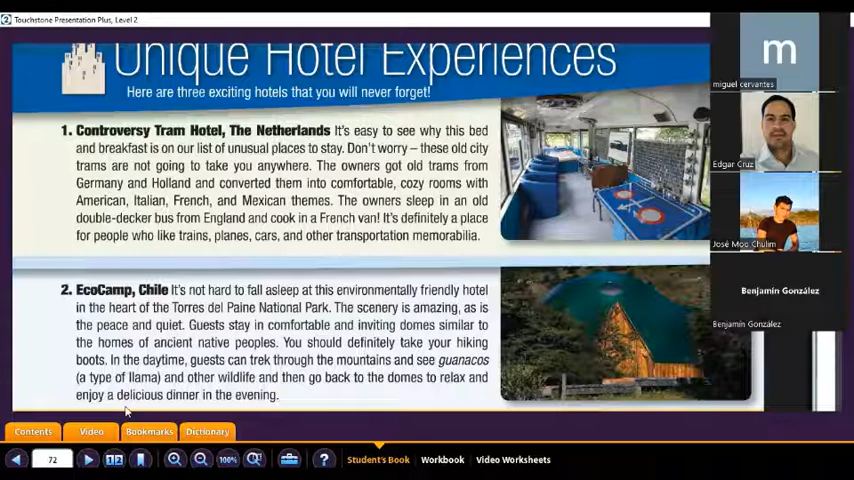 Touchstone Presentation Plus, Level 2
Unique Hotel Experiences
Here are three exciting hotels that you will never forget!
1. Controversy Tram Hotel, The Netherlands It's easy to see why this bed
and breakfast is on our list of unusual places to stay. Don't worry – these old city
trams are not going to take you anywhere. The owners got old trams from
Germany and Holland and converted them into comfortable, cozy rooms with
American, Italian, French, and Mexican themes. The owners sleep in an old
double-decker bus from England and cook in a French van! It's definitely a place
for people who like trains, planes, cars, and other transportation memorabilia.
2. EcoCamp, Chile It's not hard to fall asleep at this environmentally friendly hotel
in the heart of the Torres del Paine National Park. The scenery is amazing, as is
the peace and quiet. Guests stay in comfortable and inviting domes similar to
the homes of ancient native peoples. You should definitely take your hiking
boots. In the daytime, guests can trek through the mountains and see guanacos
(a type of llama) and other wildlife and then go back to the domes to relax and
enjoy a delicious dinner in the evening.
m
miguel cervantes
Edgar Cruz
José Moo Chulim
Benjamín González
Benjamín González
Contents Video Bookmarks Dictionary
72 1 2 100% ? Student's Book Workbook Video Worksheets